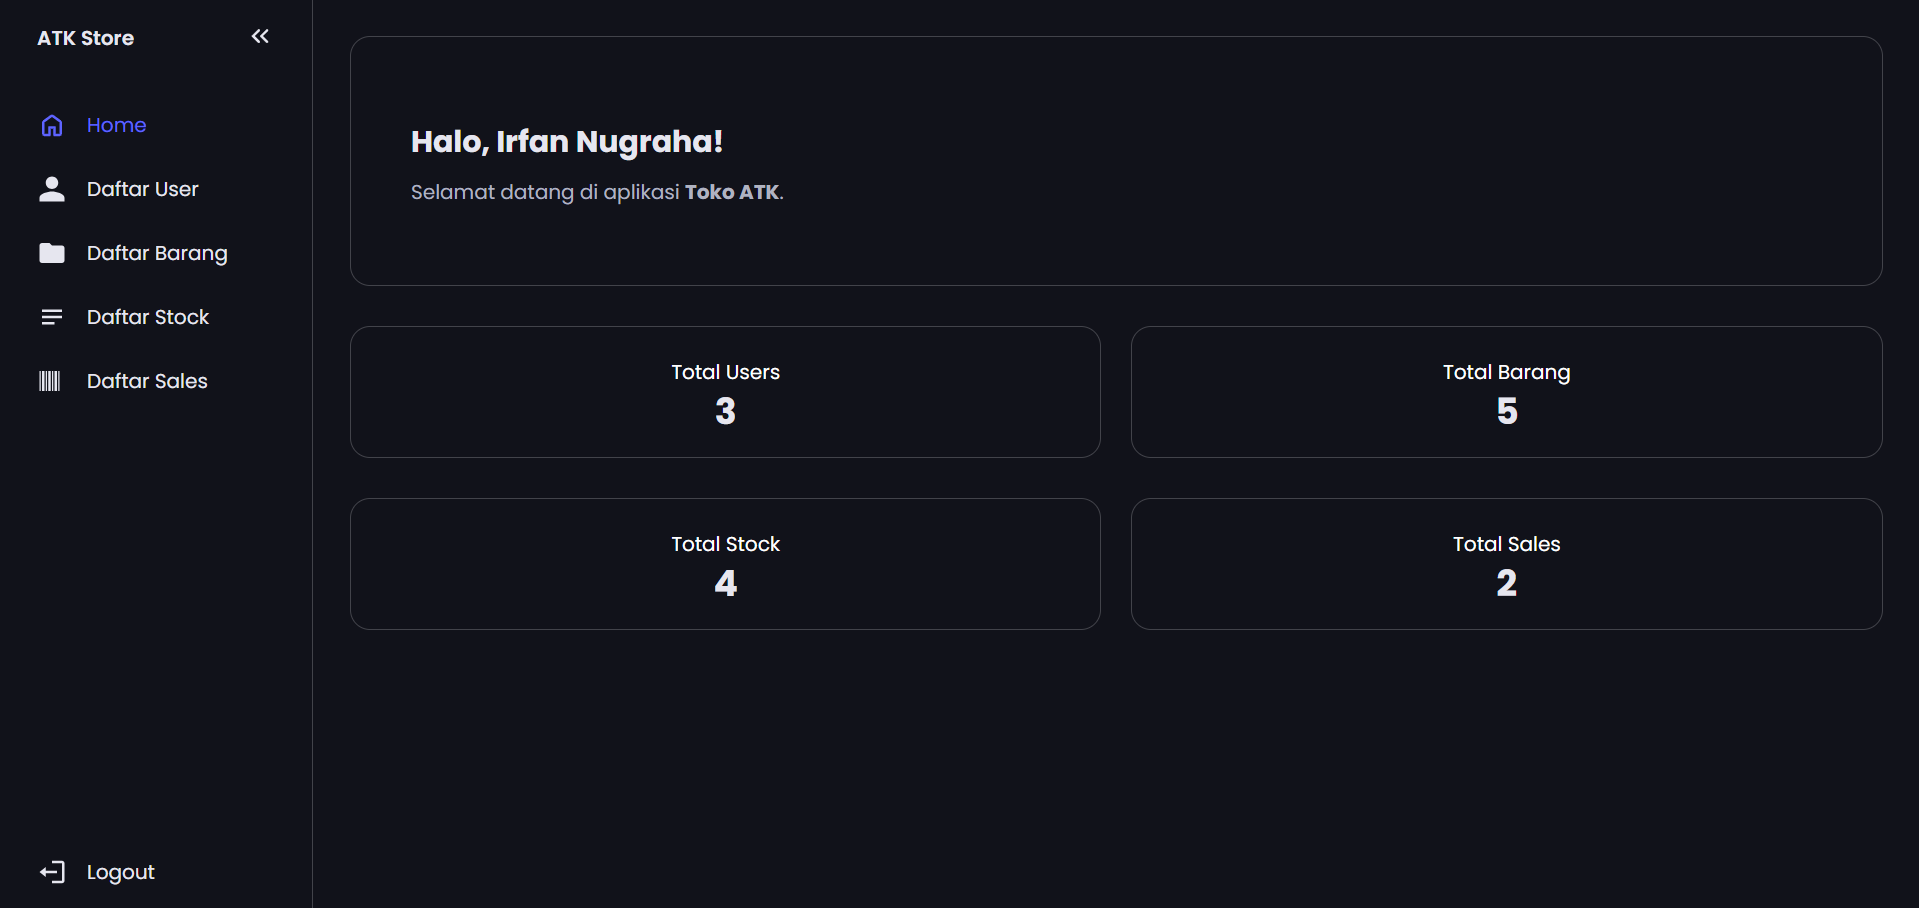 ATK Store
Home
Daftar User
Daftar Barang
Daftar Stock
Daftar Sales
Logout
Halo, Irfan Nugraha!
Selamat datang di aplikasi Toko ATK.
Total Users
3
Total Barang
5
Total Stock
4
Total Sales
2